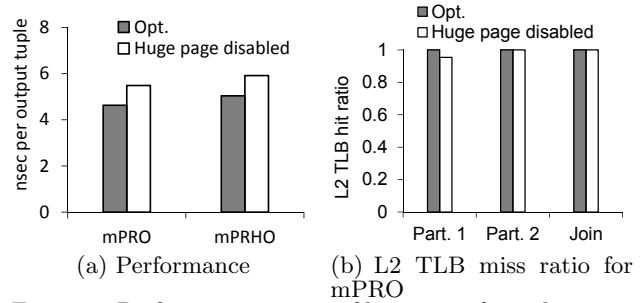 Opt.
Huge page disabled
nsec per output tuple
8
6
4
2
0
mPRO
mPRHO
(a) Performance
Opt.
Huge page disabled
L2 TLB hit ratio
1
0.8
0.6
0.4
0.2
0
Part. 1
Part. 2
Join
(b) L2 TLB miss ratio for
mPRO